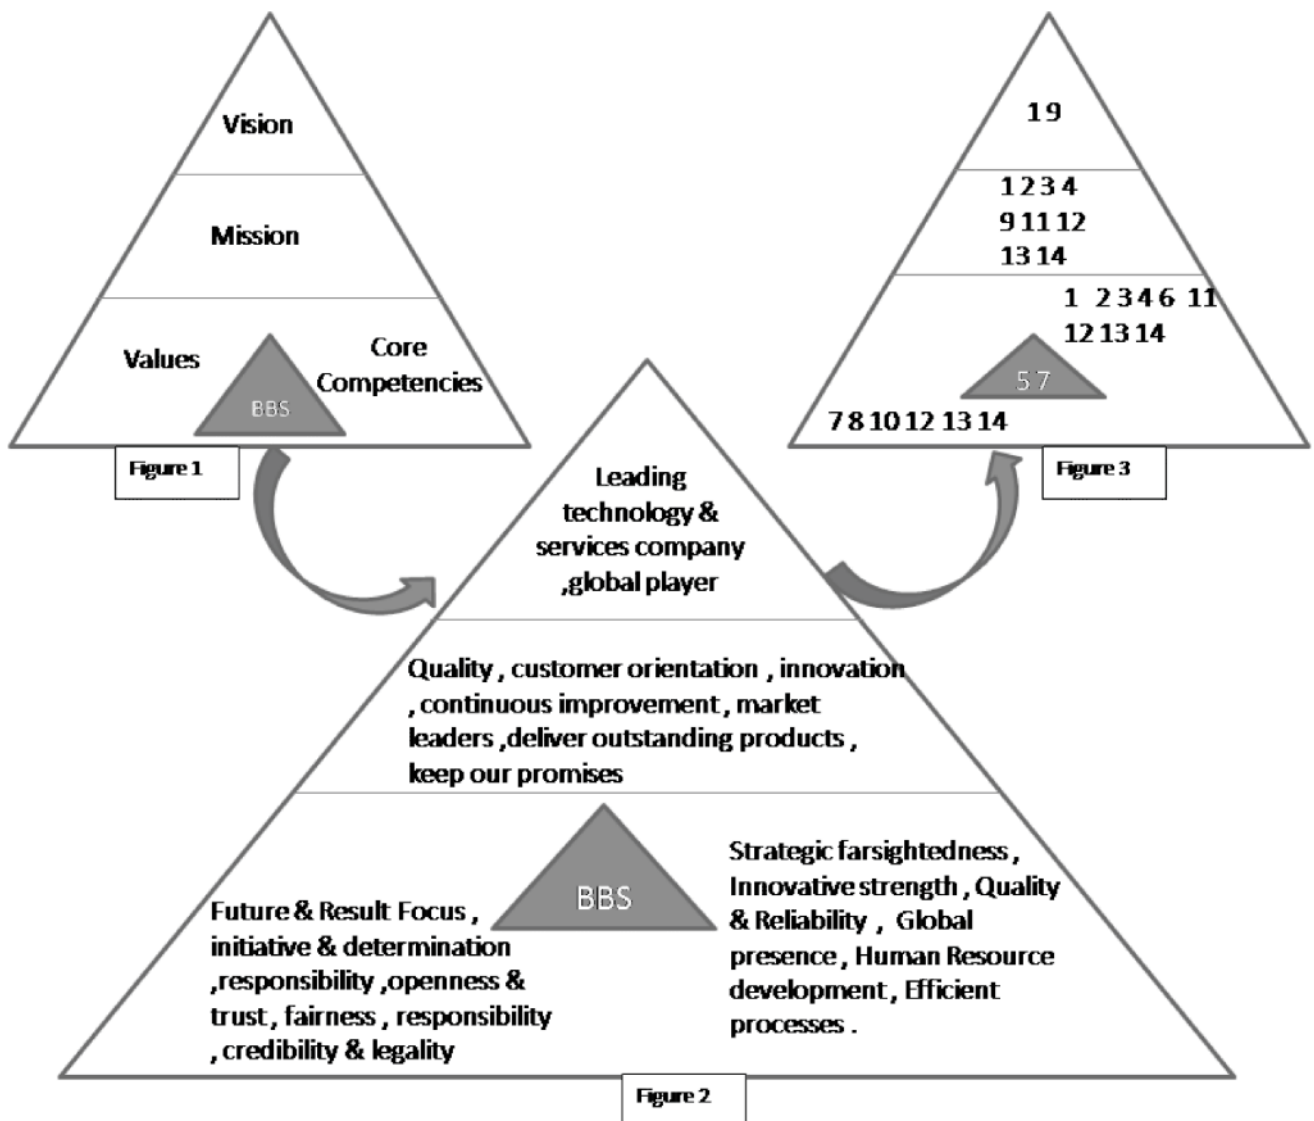 Vision
Mission
Values
Core
Competencies
BBS
Figure 1
1 9
1 2 3 4
9 11 12
13 14
1 2 3 4 6 11
12 13 14
5 7
7 8 10 12 13 14
Figure 3
Leading
technology &
services company
,global player
Quality , customer orientation , innovation
, continuous improvement , market
leaders ,deliver outstanding products ,
keep our promises
BBS
Future & Result Focus ,
initiative & determination
,responsibility ,openness &
trust , fairness , responsibility
, credibility & legality
Strategic farsightedness ,
Innovative strength , Quality
& Reliability , Global
presence , Human Resource
development , Efficient
processes .
Figure 2